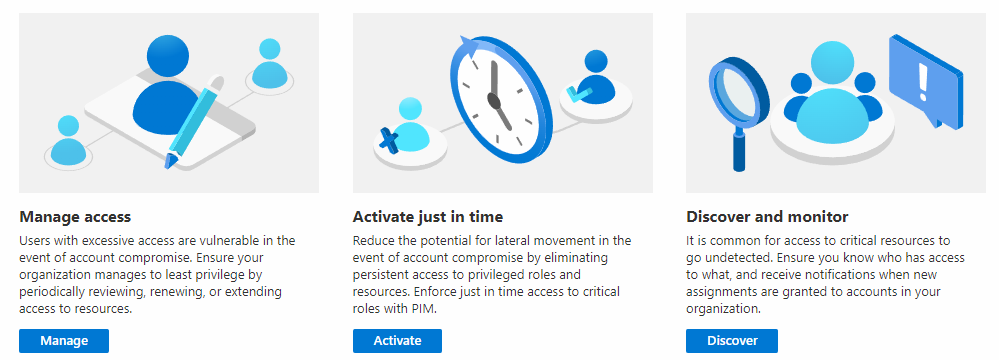 Manage access
Users with excessive access are vulnerable in the
event of account compromise. Ensure your
organization manages to least privilege by
periodically reviewing, renewing, or extending
access to resources.
Manage
Activate just in time
Reduce the potential for lateral movement in the
event of account compromise by eliminating
persistent access to privileged roles and
resources. Enforce just in time access to critical
roles with PIM.
Activate
Discover and monitor
It is common for access to critical resources to
go undetected. Ensure you know who has access
to what, and receive notifications when new
assignments are granted to accounts in your
organization.
Discover